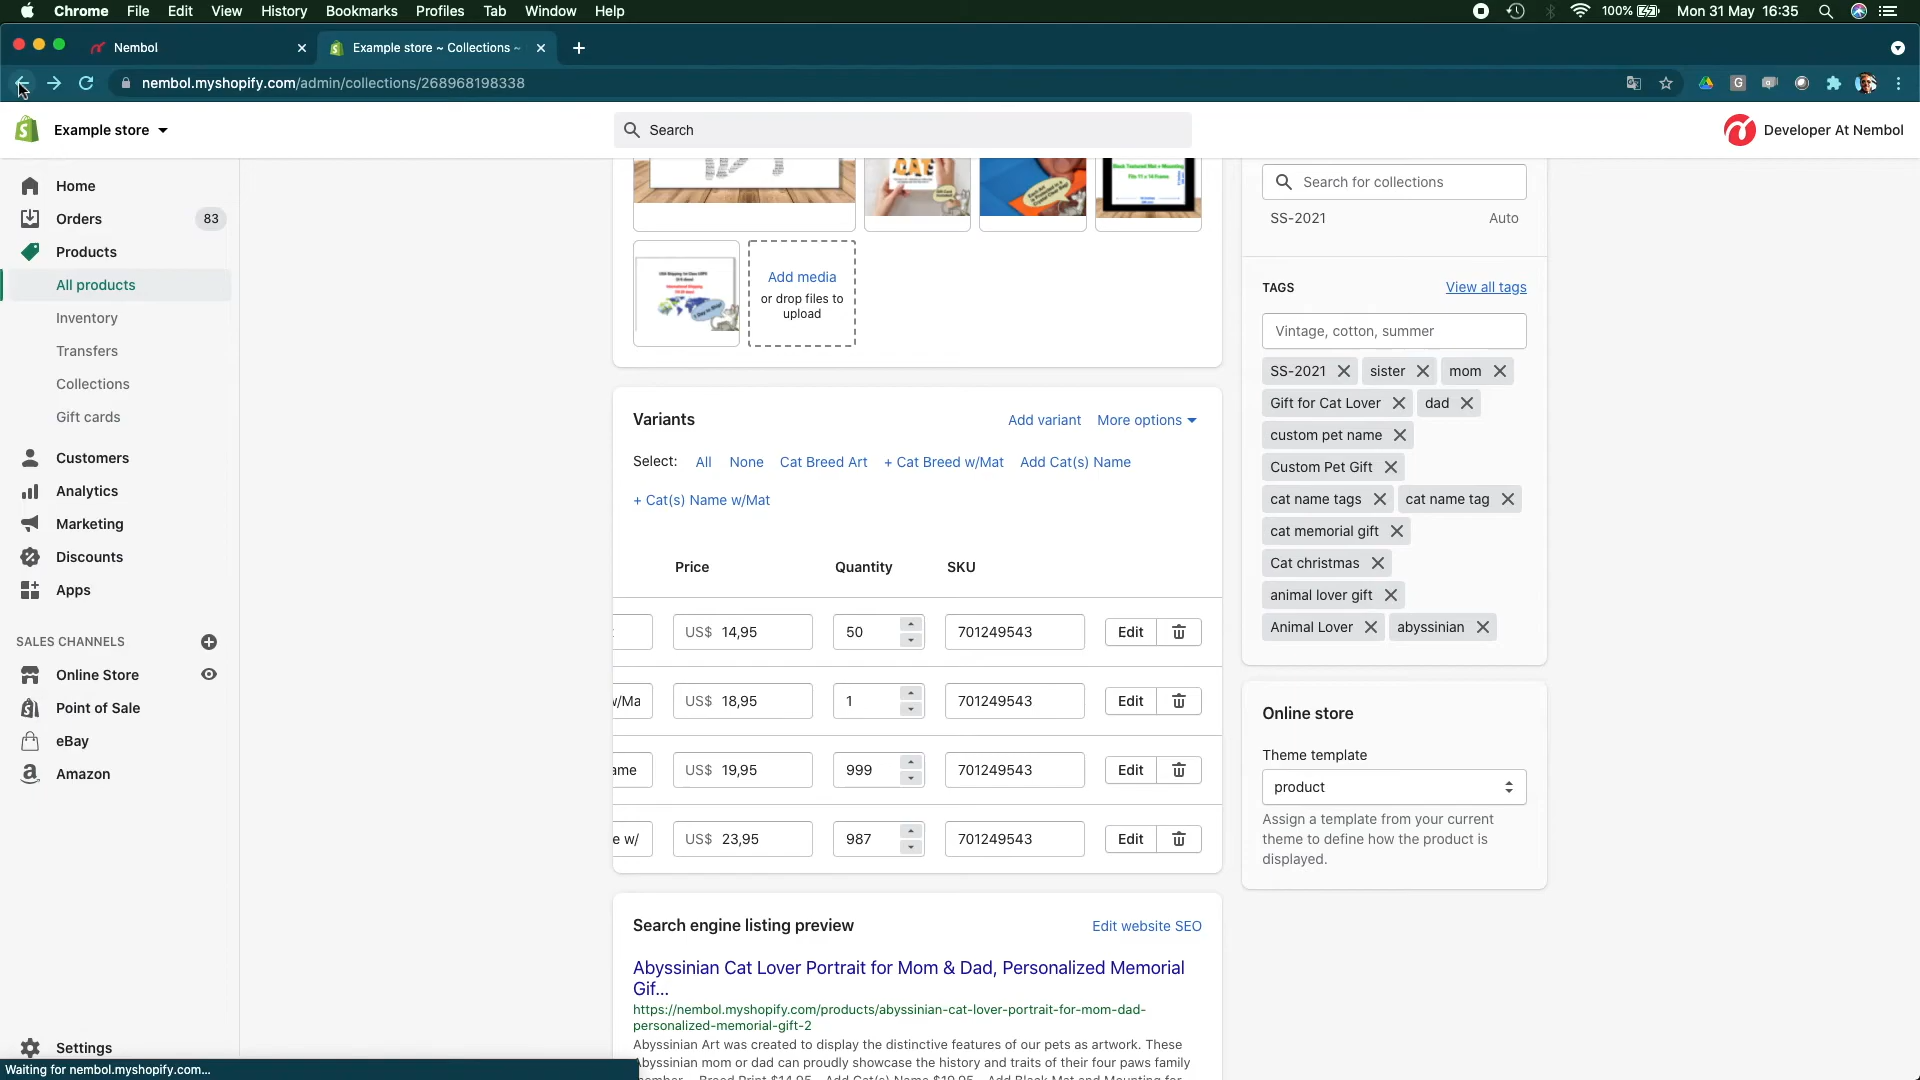 Chrome File Edit View History Bookmarks Profiles Tab Window Help
100% Mon 31 May 16:35
Nembol
Example store ~ Collections ~
nembol.myshopify.com/admin/collections/268968198338
Example store
Search
Developer At Nembol
Home
Orders 83
Products
All products
Inventory
Transfers
Collections
Gift cards
Customers
Analytics
Marketing
Discounts
Apps
SALES CHANNELS
Online Store
Point of Sale
eBay
Amazon
Settings
Waiting for nembol.myshopify.com...
CAT
Fits 11 x 14 Frame
Add media
or drop files to
upload
Variants
Add variant More options
Select: All None Cat Breed Art + Cat Breed w/Mat Add Cat(s) Name
+ Cat(s) Name w/Mat
Price Quantity SKU
US$ 14,95 50 701249543 Edit
w/Ma US$ 18,95 1 701249543 Edit
ame US$ 19,95 999 701249543 Edit
e w/ US$ 23,95 987 701249543 Edit
Search engine listing preview
Edit website SEO
Abyssinian Cat Lover Portrait for Mom & Dad, Personalized Memorial
Gif...
https://nembol.myshopify.com/products/abyssinian-cat-lover-portrait-for-mom-dad-
personalized-memorial-gift-2
Abyssinian Art was created to display the distinctive features of our pets as artwork. These
Abyssinian mom or dad can proudly showcase the history and traits of their four paws family
Search for collections
SS-2021 Auto
TAGS
View all tags
Vintage, cotton, summer
SS-2021 sister mom
Gift for Cat Lover dad
custom pet name
Custom Pet Gift
cat name tags cat name tag
cat memorial gift
Cat christmas
animal lover gift
Animal Lover abyssinian
Online store
Theme template
product
Assign a template from your current
theme to define how the product is
displayed.